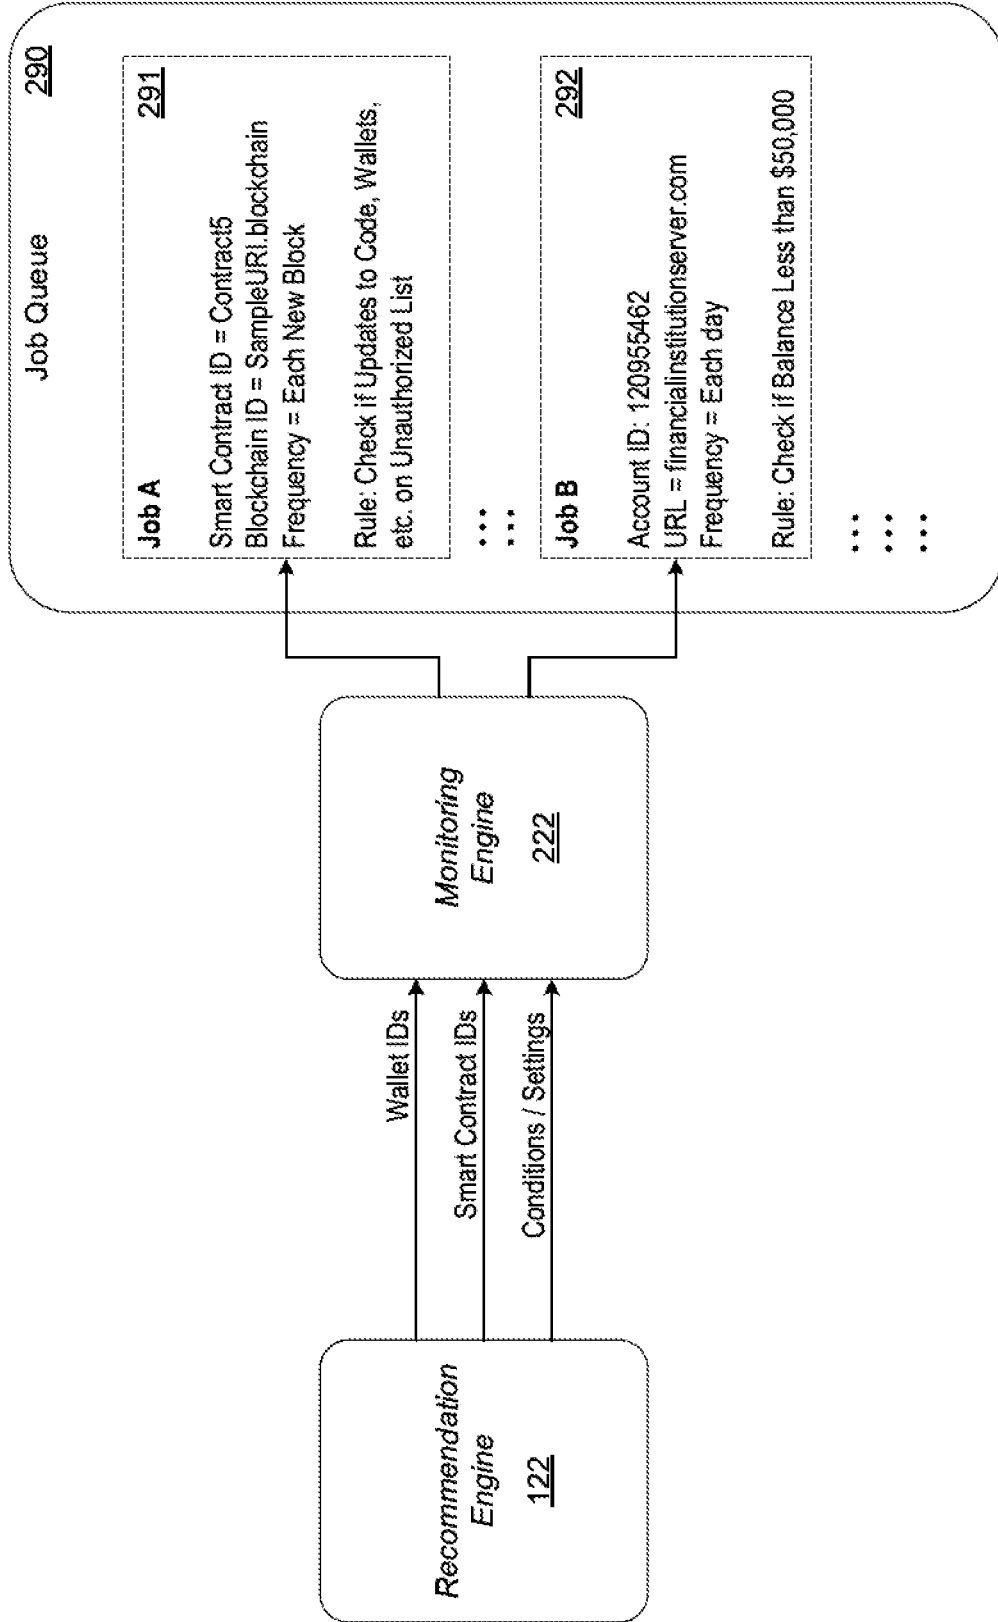 Recommendation
Engine
122
Wallet IDs
Smart Contract IDs
Conditions / Settings
Monitoring
Engine
222
Job Queue
290
Job A
291
Smart Contract ID = Contract5
Blockchain ID = SampleURI.blockchain
Frequency = Each New Block
Rule: Check if Updates to Code, Wallets,
etc. on Unauthorized List
Job B
292
Account ID: 120955462
URL = financialinstitutionserver.com
Frequency = Each day
Rule: Check if Balance Less than $50,000